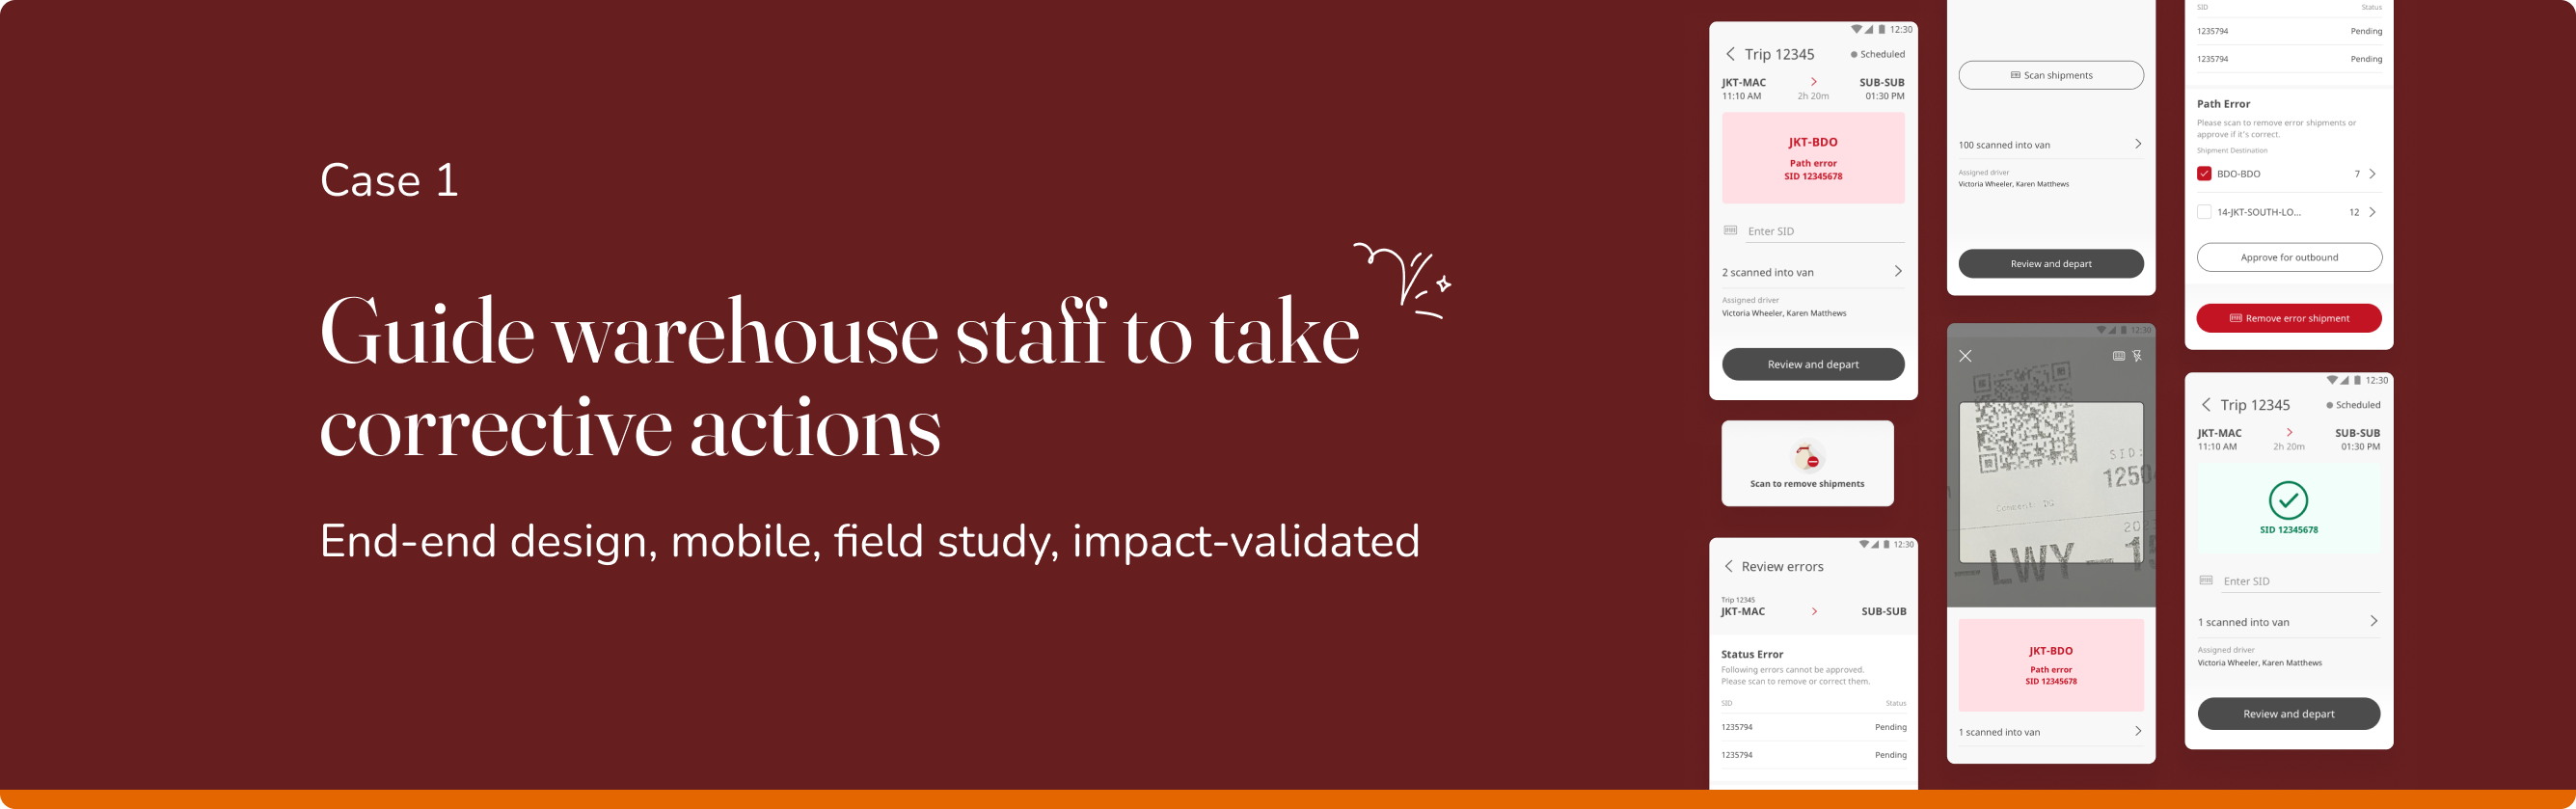 Case 1
Guide warehouse staff to take
corrective actions
End-end design, mobile, field study, impact-validated
12:30
Trip 12345
Scheduled
JKT-MAC
SUB-SUB
11:10 AM
2h 20m
01:30 PM
JKT-BDO
Path error
SID 12345678
Enter SID
2 scanned into van
Assigned driver
Victoria Wheeler, Karen Matthews
Review and depart
Scan to remove shipments
12:30
Review errors
Trip 12345
JKT-MAC
SUB-SUB
Status Error
Following errors cannot be approved.
Please scan to remove or correct them.
SID
Status
1235794
Pending
1235794
Pending
Scan shipments
100 scanned into van
Assigned driver
Victoria Wheeler, Karen Matthews
Review and depart
12:30
SID:
1250
Comment
202
LWY
JKT-BDO
Path error
SID 12345678
1 scanned into van
SID
Status
1235794
Pending
1235794
Pending
Path Error
Please scan to remove error shipments or
approve if it's correct.
Shipment Destination
BDO-BDO
7
14-JKT-SOUTH-LO...
12
Approve for outbound
Remove error shipment
12:30
Trip 12345
Scheduled
JKT-MAC
SUB-SUB
11:10 AM
2h 20m
01:30 PM
SID 12345678
Enter SID
1 scanned into van
Assigned driver
Victoria Wheeler, Karen Matthews
Review and depart